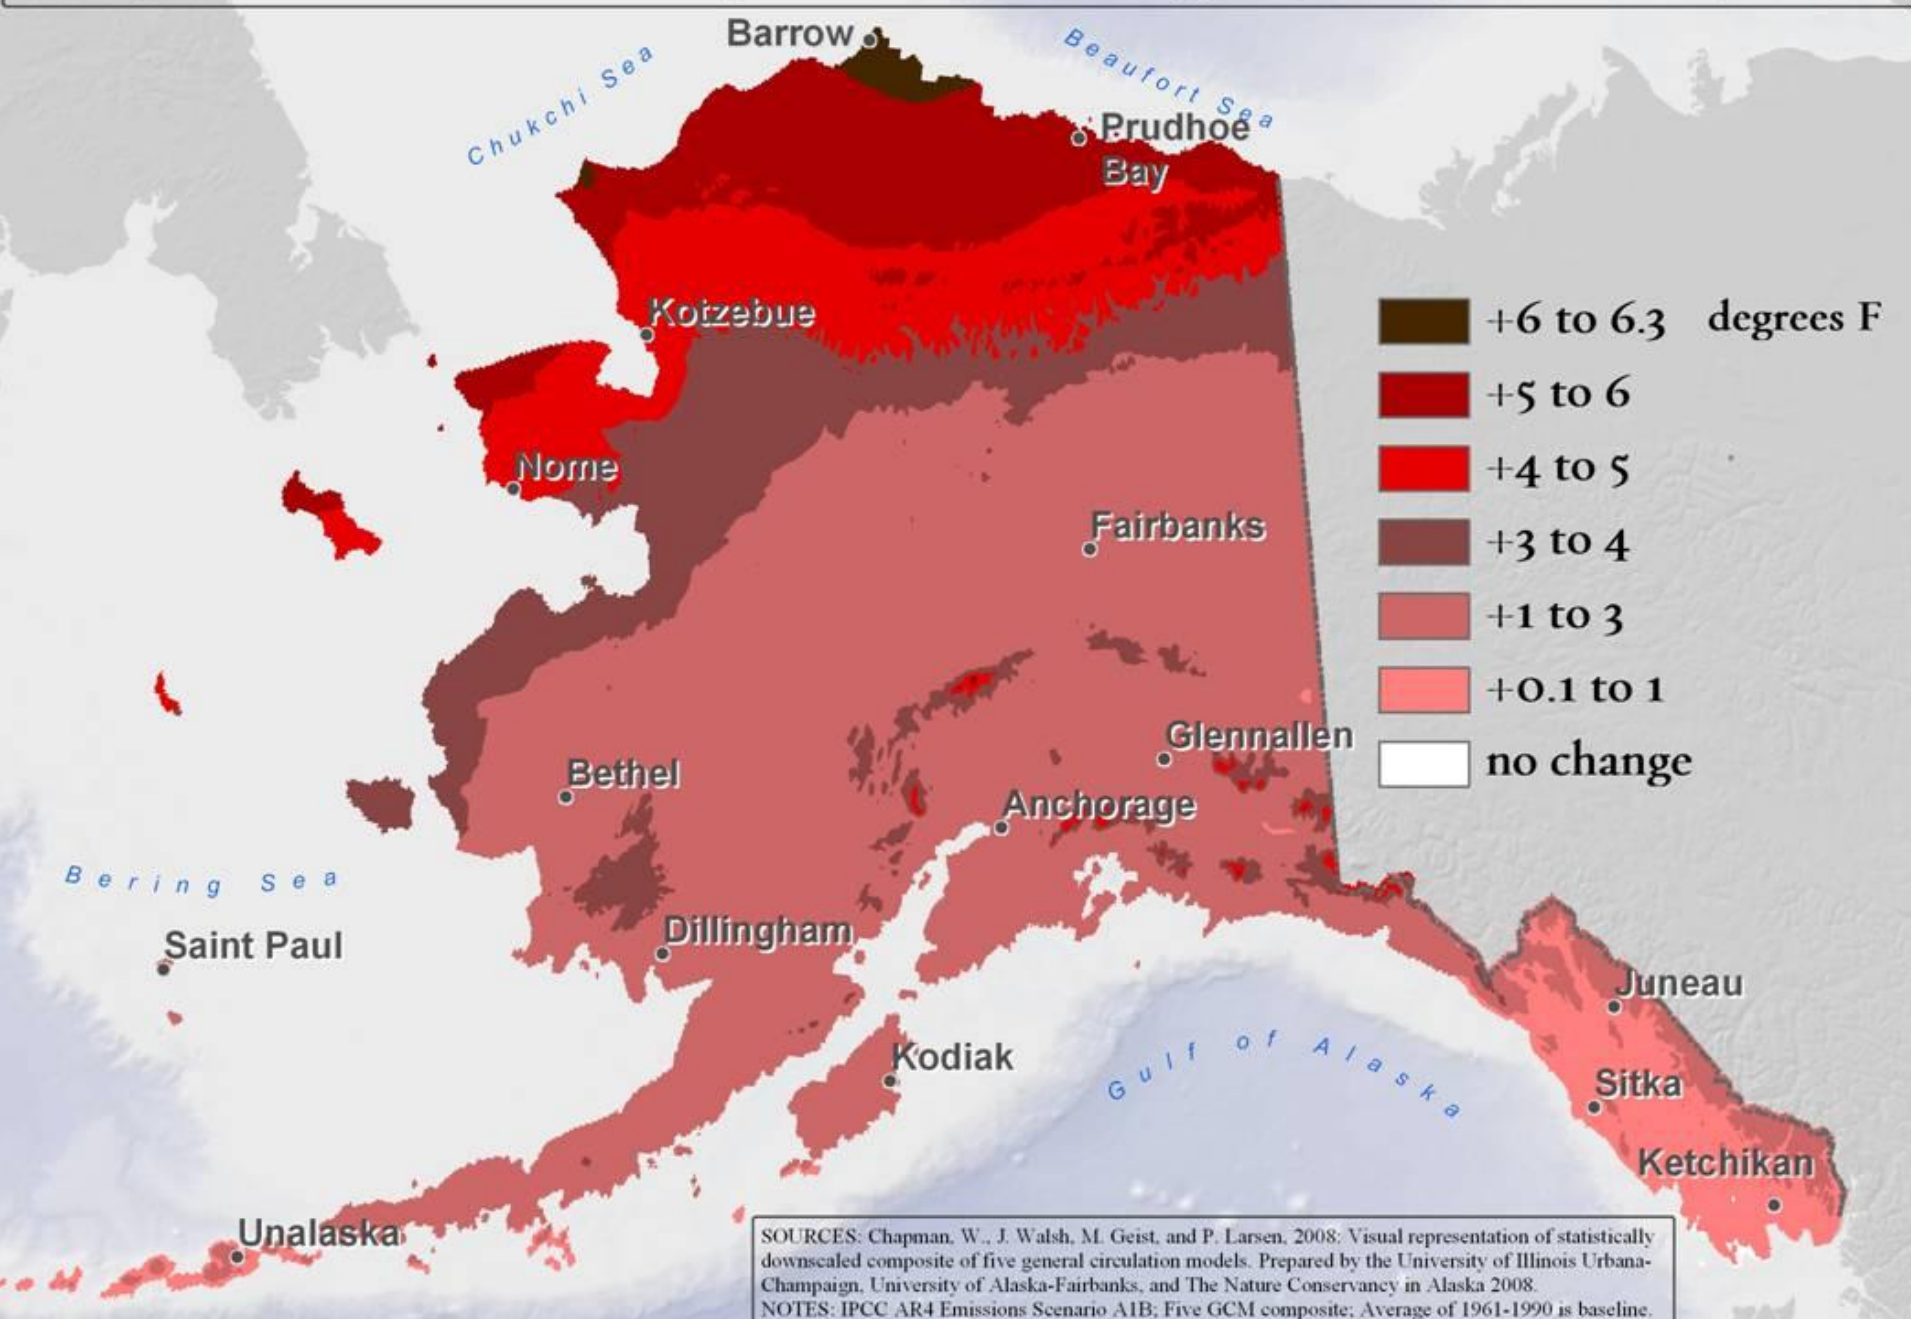 Barrow
Chukchi Sea
Beaufort Sea
Prudhoe
Bay
Kotzebue
+6 to 6.3 degrees F
+5 to 6
+4 to 5
Nome
Fairbanks
+3 to 4
+1 to 3
+0.1 to 1
Glennallen
no change
Bethel
Anchorage
Bering Sea
Dillingham
Saint Paul
Juneau
Kodiak
Gulf of Alaska
Sitka
Ketchikan
Unalaska
SOURCES: Chapman, W., J. Walsh, M. Geist, and P. Larsen, 2008: Visual representation of statistically
downscaled composite of five general circulation models. Prepared by the University of Illinois Urbana-
Champaign, University of Alaska-Fairbanks, and The Nature Conservancy in Alaska 2008.
NOTES: IPCC AR4 Emissions Scenario A1B; Five GCM composite; Average of 1961-1990 is baseline.